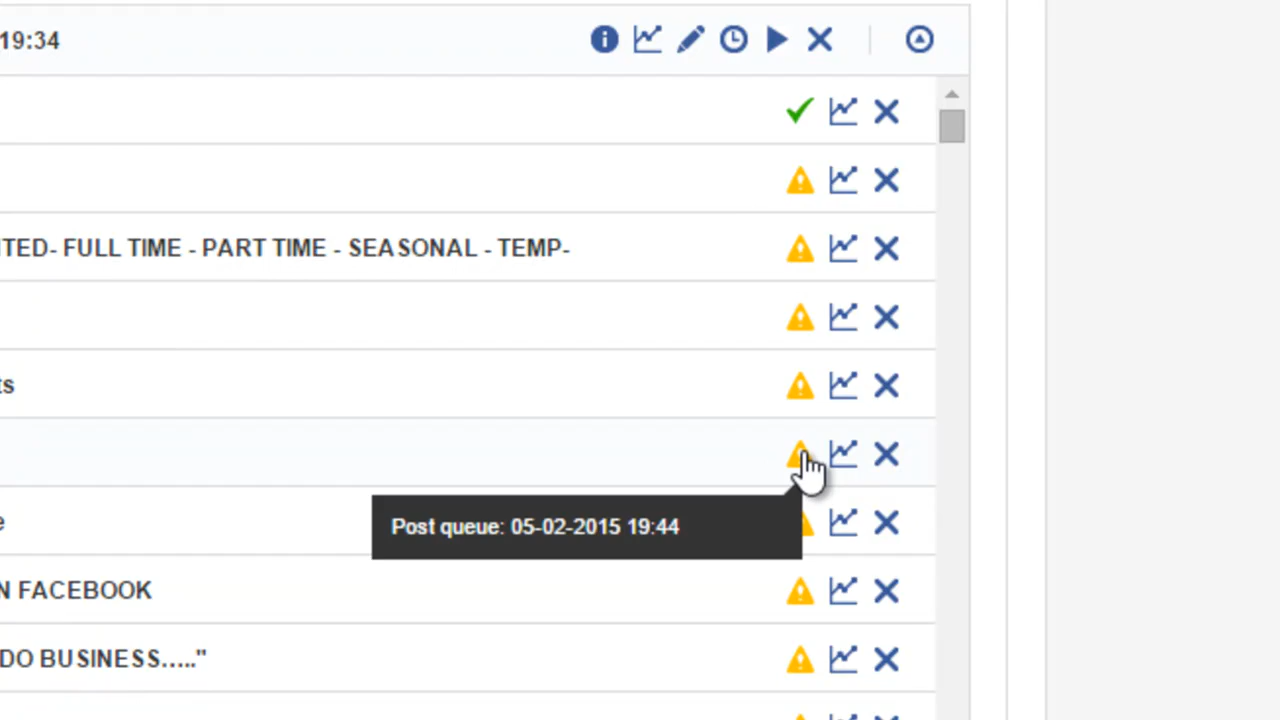 19:34
ITED- FULL TIME - PART TIME - SEASONAL - TEMP-
ts
Post queue: 05-02-2015 19:44
e
N FACEBOOK
DO BUSINESS....."